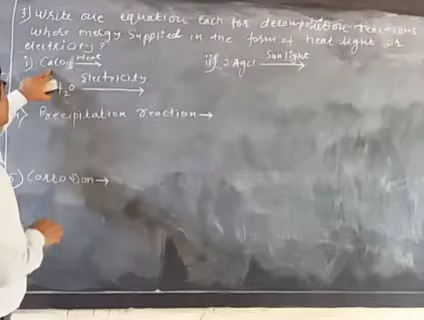 3) Write one equation each for decomposition reactions
whose energy supplied in the form of heat light or
electricity?
i) CaCO3 Heat→ ii) 2AgCl Sunlight→
H2O Electricity→
) Precipitation reaction →
) Corrosion →